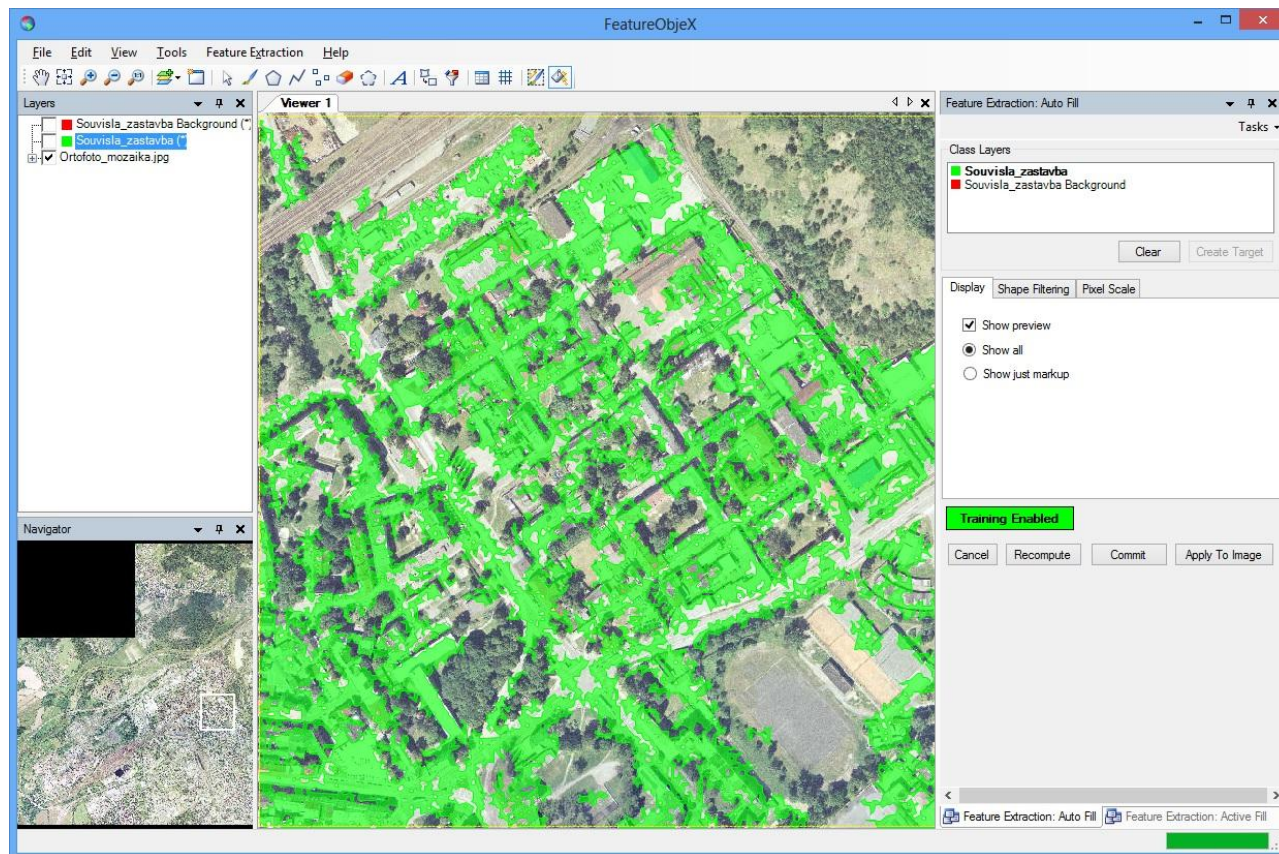 FeatureObjeX
File Edit View Tools Feature Extraction Help
Layers
Souvisla_zastavba Background (*)
Souvisla_zastavba (*)
Ortofoto_mozaika.jpg
Navigator
Viewer 1
Feature Extraction: Auto Fill
Tasks
Class Layers
Souvisla_zastavba
Souvisla_zastavba Background
Clear Create Target
Display Shape Filtering Pixel Scale
Show preview
Show all
Show just markup
Training Enabled
Cancel Recompute Commit Apply To Image
Feature Extraction: Auto Fill Feature Extraction: Active Fill